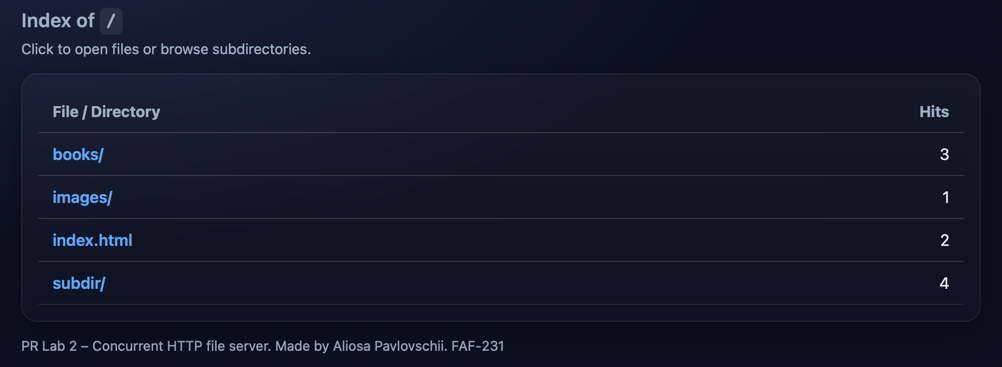 Index of /
Click to open files or browse subdirectories.
File / Directory Hits
books/ 3
images/ 1
index.html 2
subdir/ 4
PR Lab 2 – Concurrent HTTP file server. Made by Aliosa Pavlovschii. FAF-231